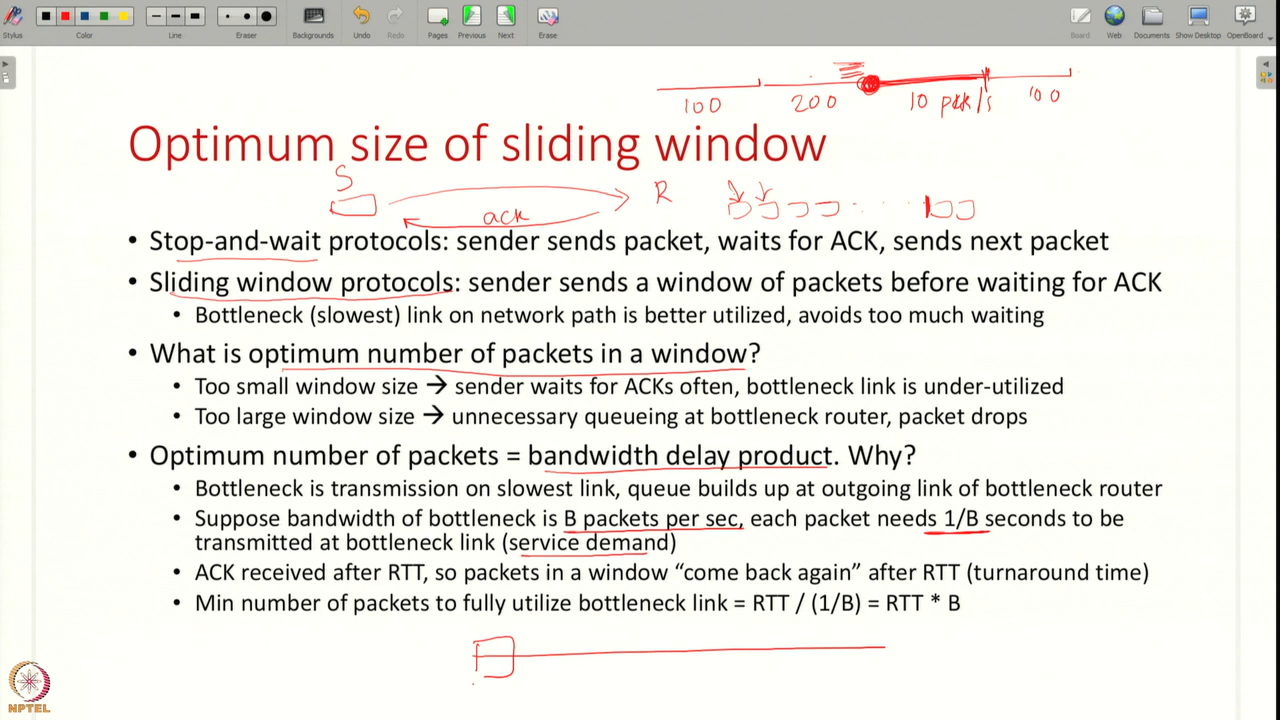 Stylus
Color
Line
Eraser
Backgrounds
Undo
Redo
Pages
Previous
Next
Erase
Board
Web
Documents
Show Desktop
OpenBoard
100 200 10 pkk/s 100
Optimum size of sliding window
S
R
ack
• Stop-and-wait protocols: sender sends packet, waits for ACK, sends next packet
• Sliding window protocols: sender sends a window of packets before waiting for ACK
• Bottleneck (slowest) link on network path is better utilized, avoids too much waiting
• What is optimum number of packets in a window?
• Too small window size → sender waits for ACKs often, bottleneck link is under-utilized
• Too large window size → unnecessary queueing at bottleneck router, packet drops
• Optimum number of packets = bandwidth delay product. Why?
• Bottleneck is transmission on slowest link, queue builds up at outgoing link of bottleneck router
• Suppose bandwidth of bottleneck is B packets per sec, each packet needs 1/B seconds to be
transmitted at bottleneck link (service demand)
• ACK received after RTT, so packets in a window “come back again” after RTT (turnaround time)
• Min number of packets to fully utilize bottleneck link = RTT / (1/B) = RTT * B
NPTEL